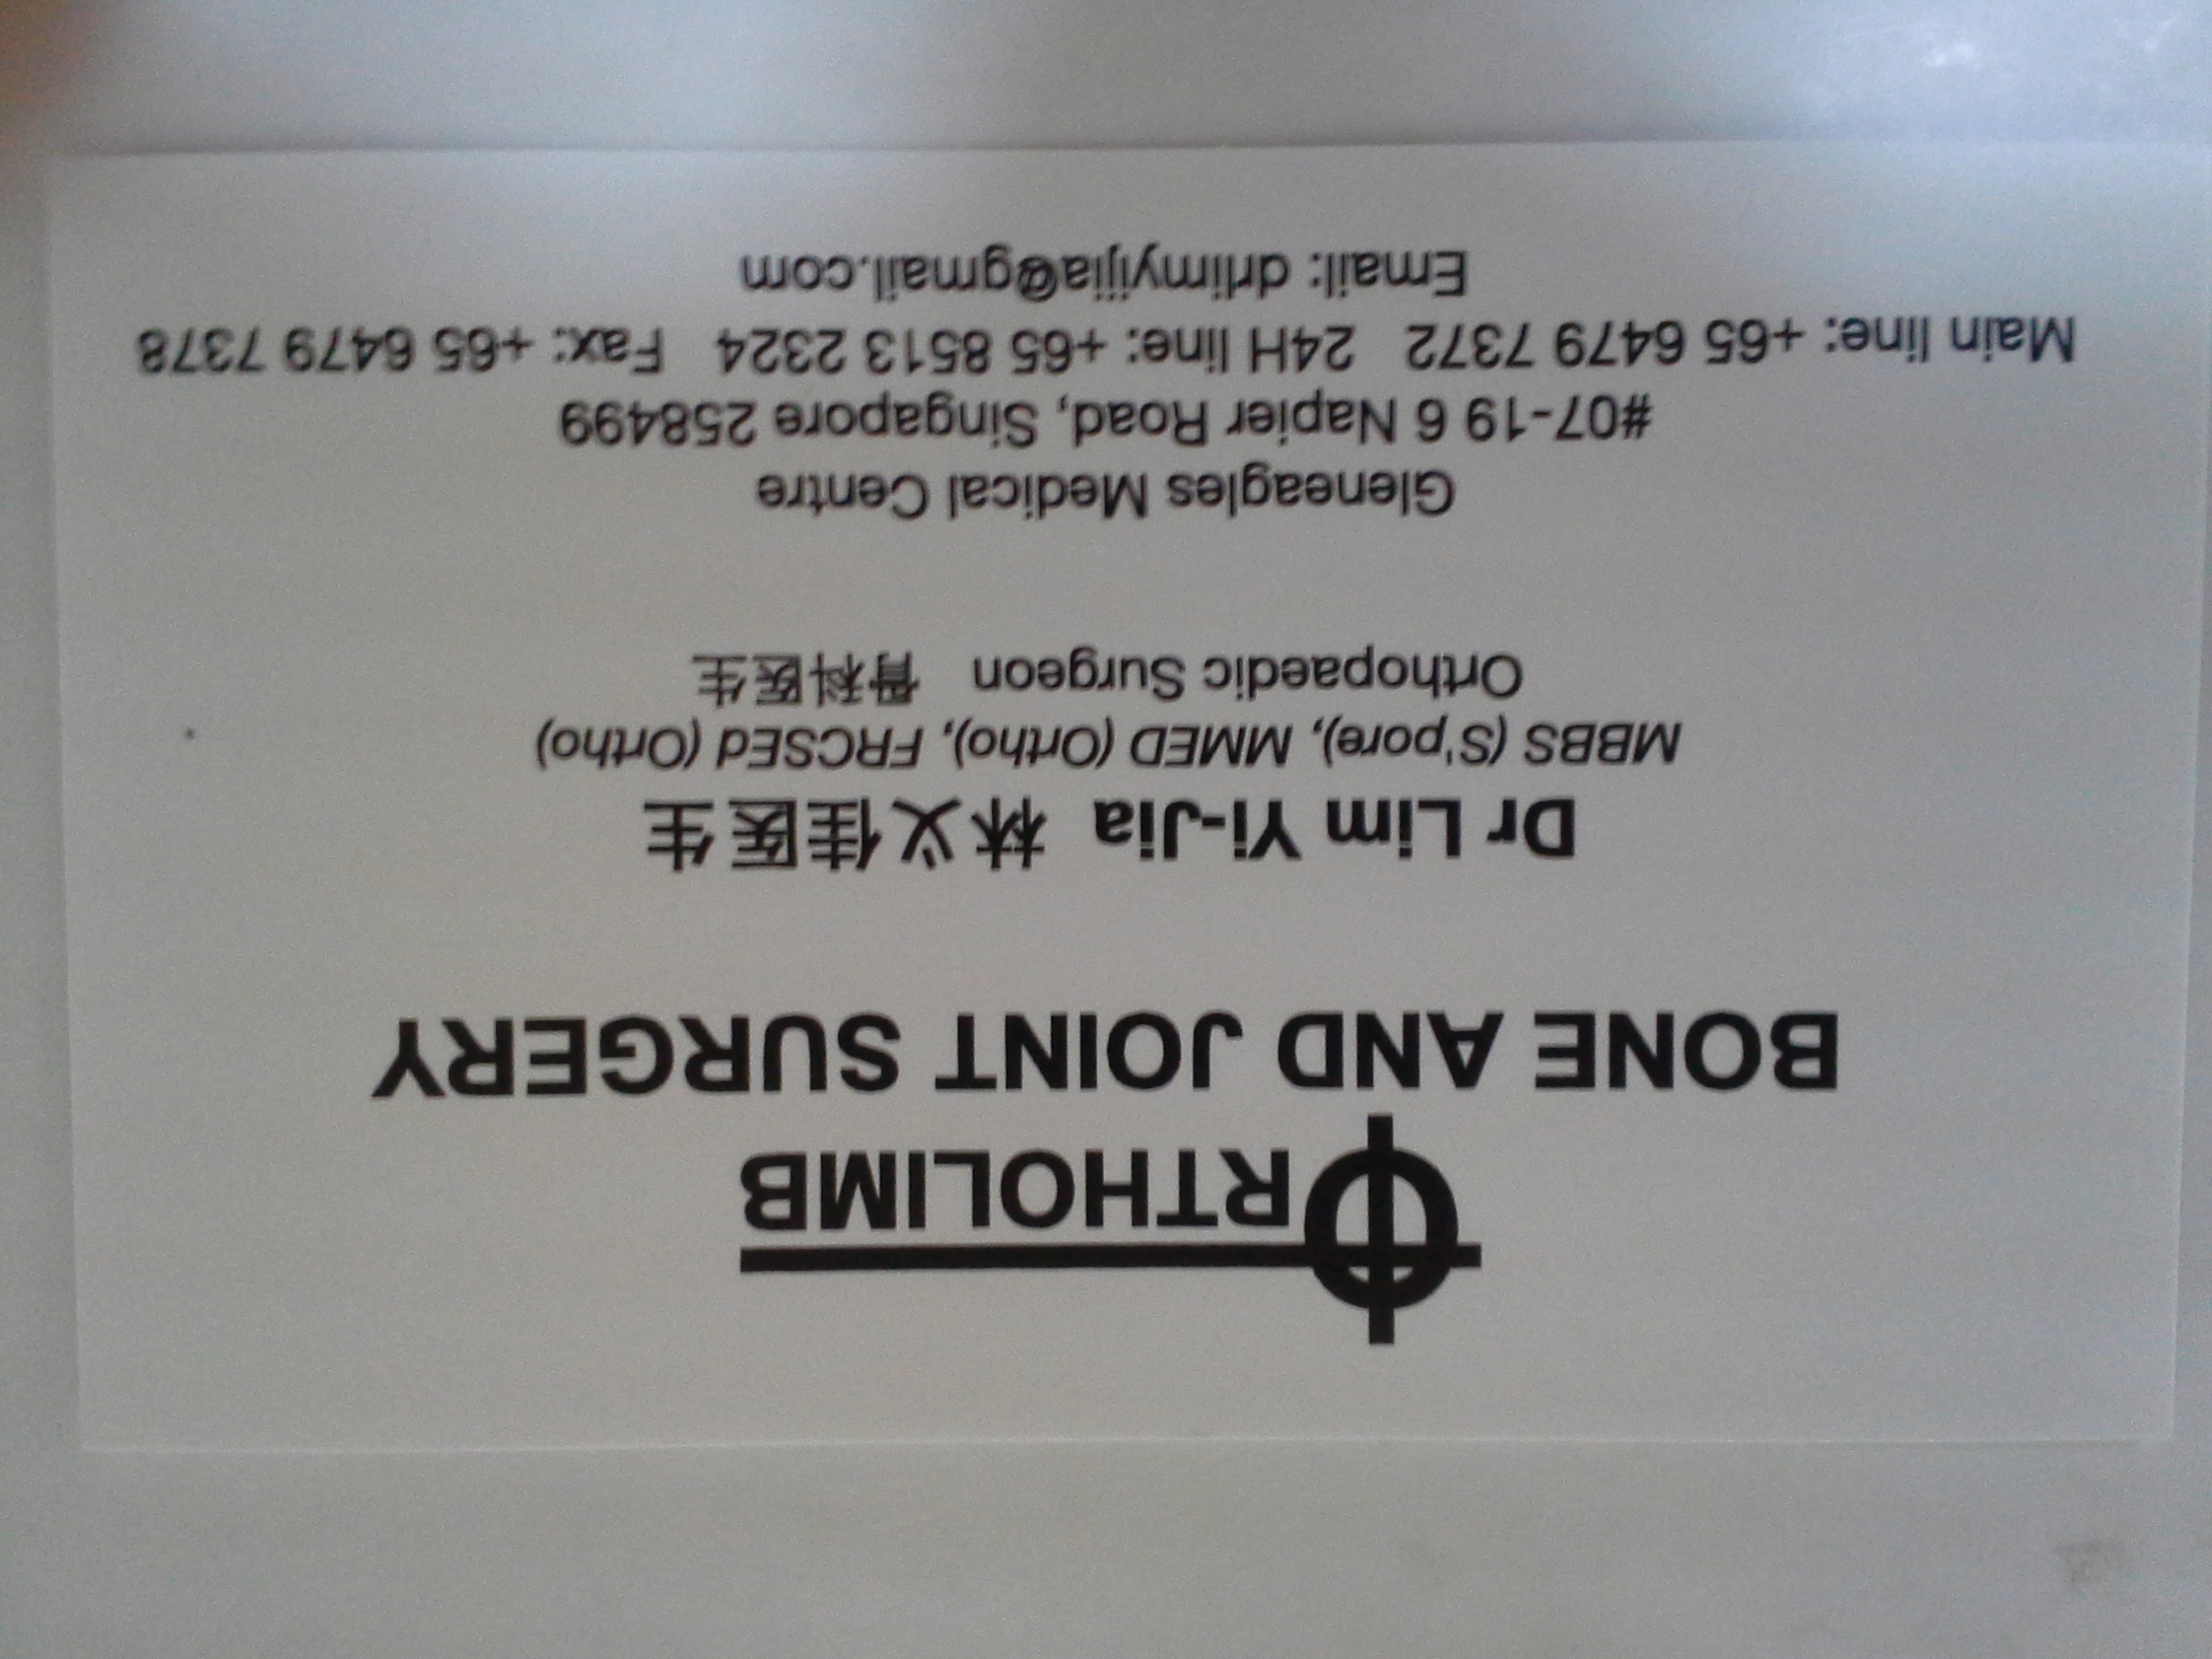 ORTHOLIMB
BONE AND JOINT SURGERY
Dr Lim Yi-Jia 林义佳医生
MBBS (S'pore), MMED (Ortho), FRCSEd (Ortho)
Orthopaedic Surgeon 骨科医生
Gleneagles Medical Centre
#07-19 6 Napier Road, Singapore 258499
Main line: +65 6479 7372 24H line: +65 8513 2324 Fax: +65 6479 7378
Email: drlimyijia@gmail.com